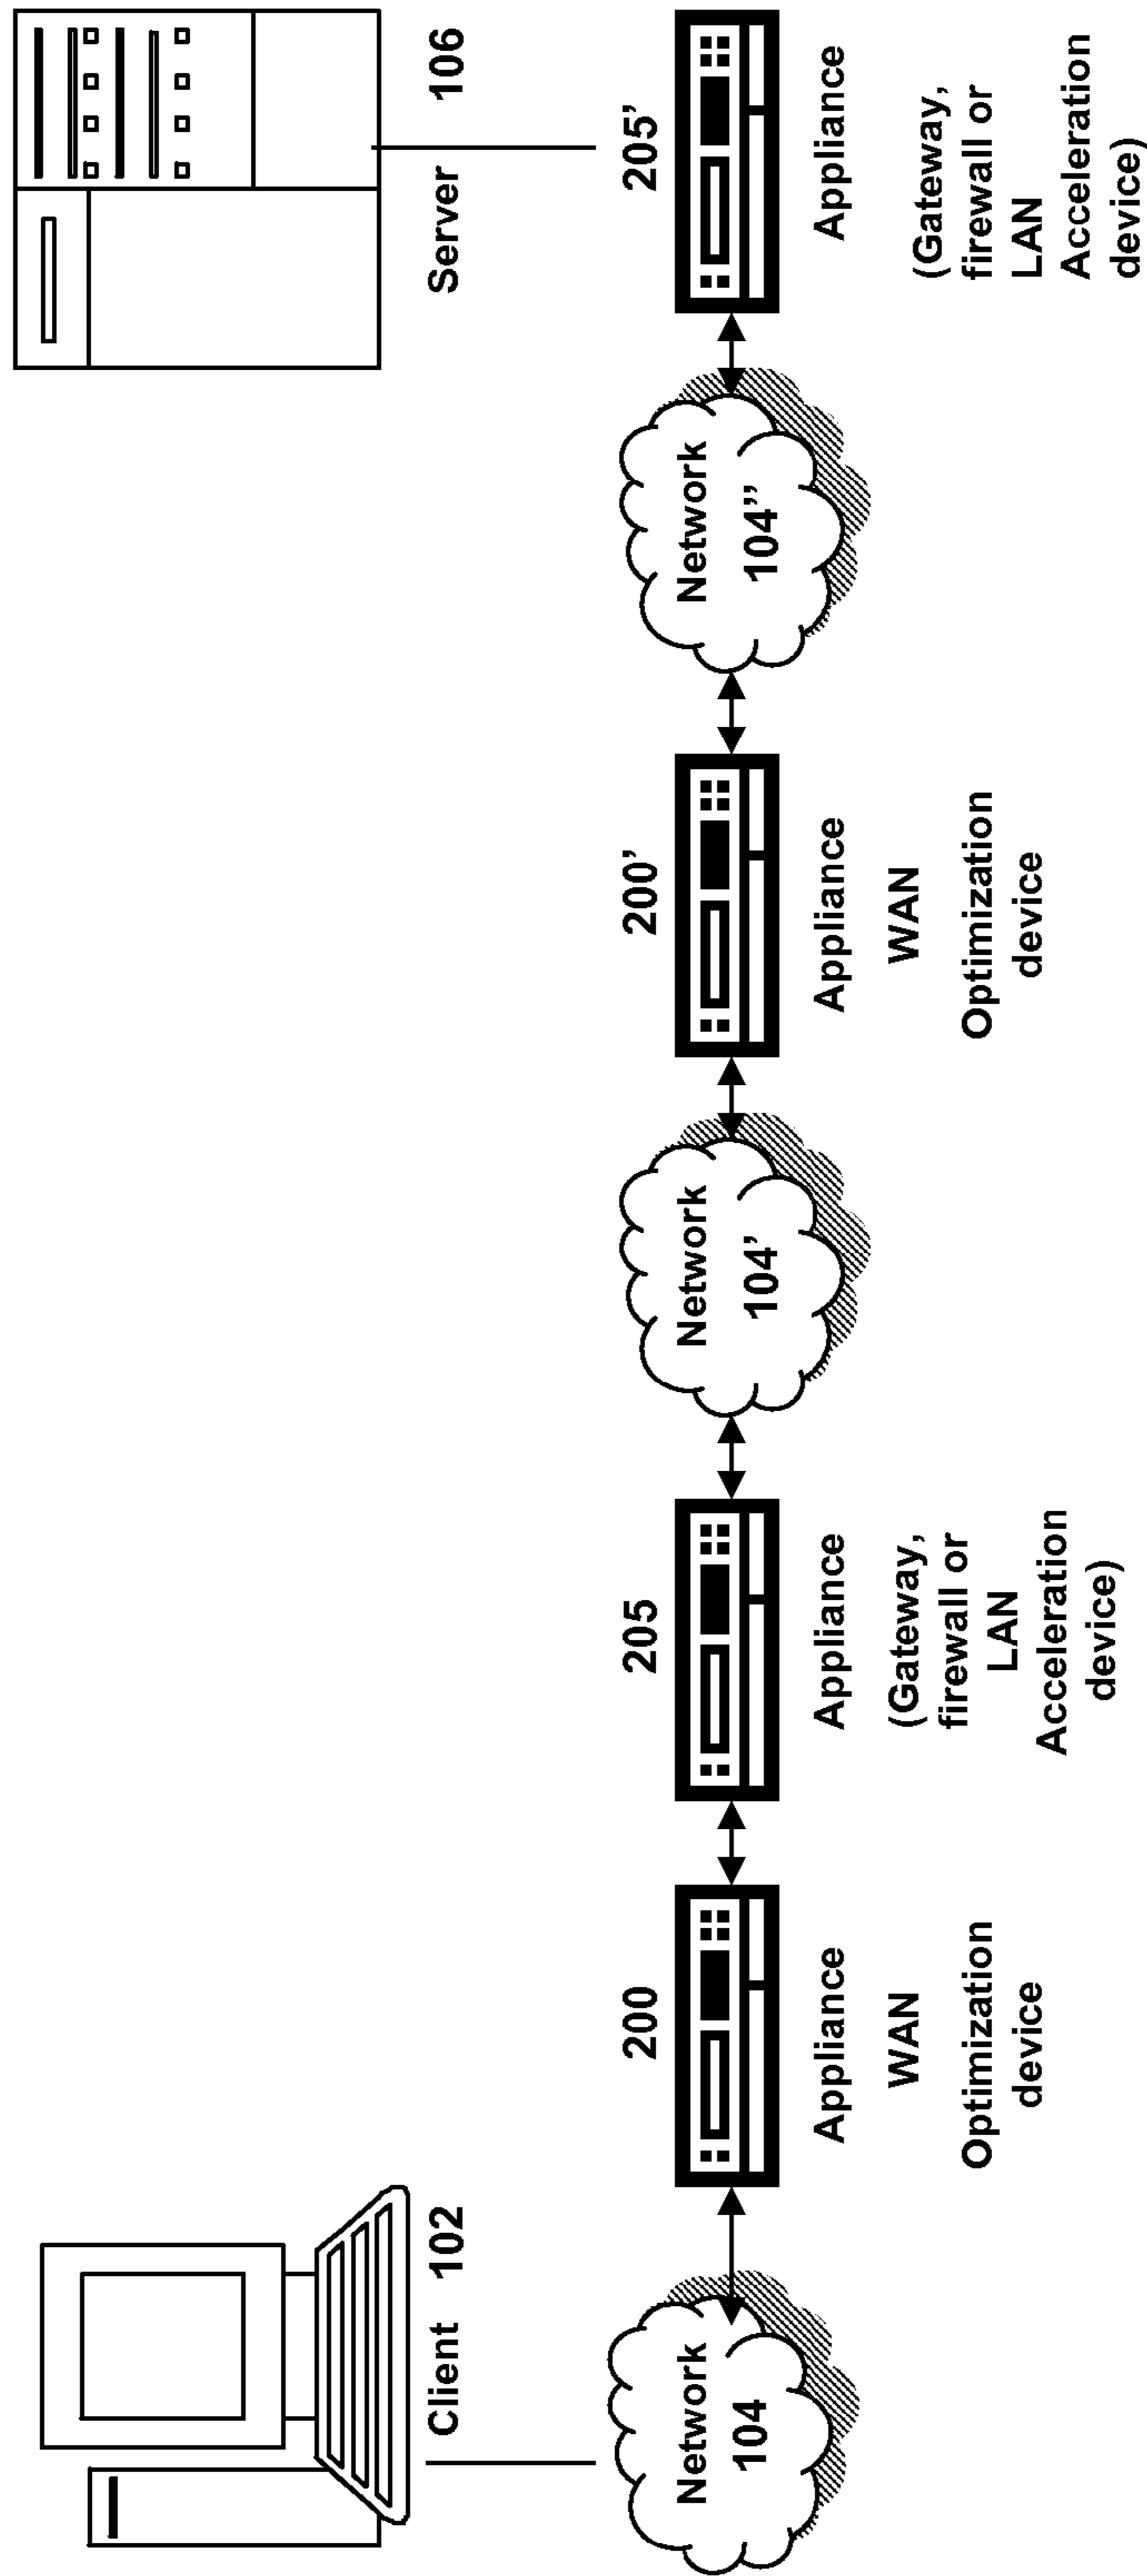 Client 102
Server 106
Network
104
200
Appliance
WAN
Optimization
device
205
Appliance
(Gateway,
firewall or
LAN
Acceleration
device)
Network
104’
200’
Appliance
WAN
Optimization
device
Network
104’’
205’
Appliance
(Gateway,
firewall or
LAN
Acceleration
device)